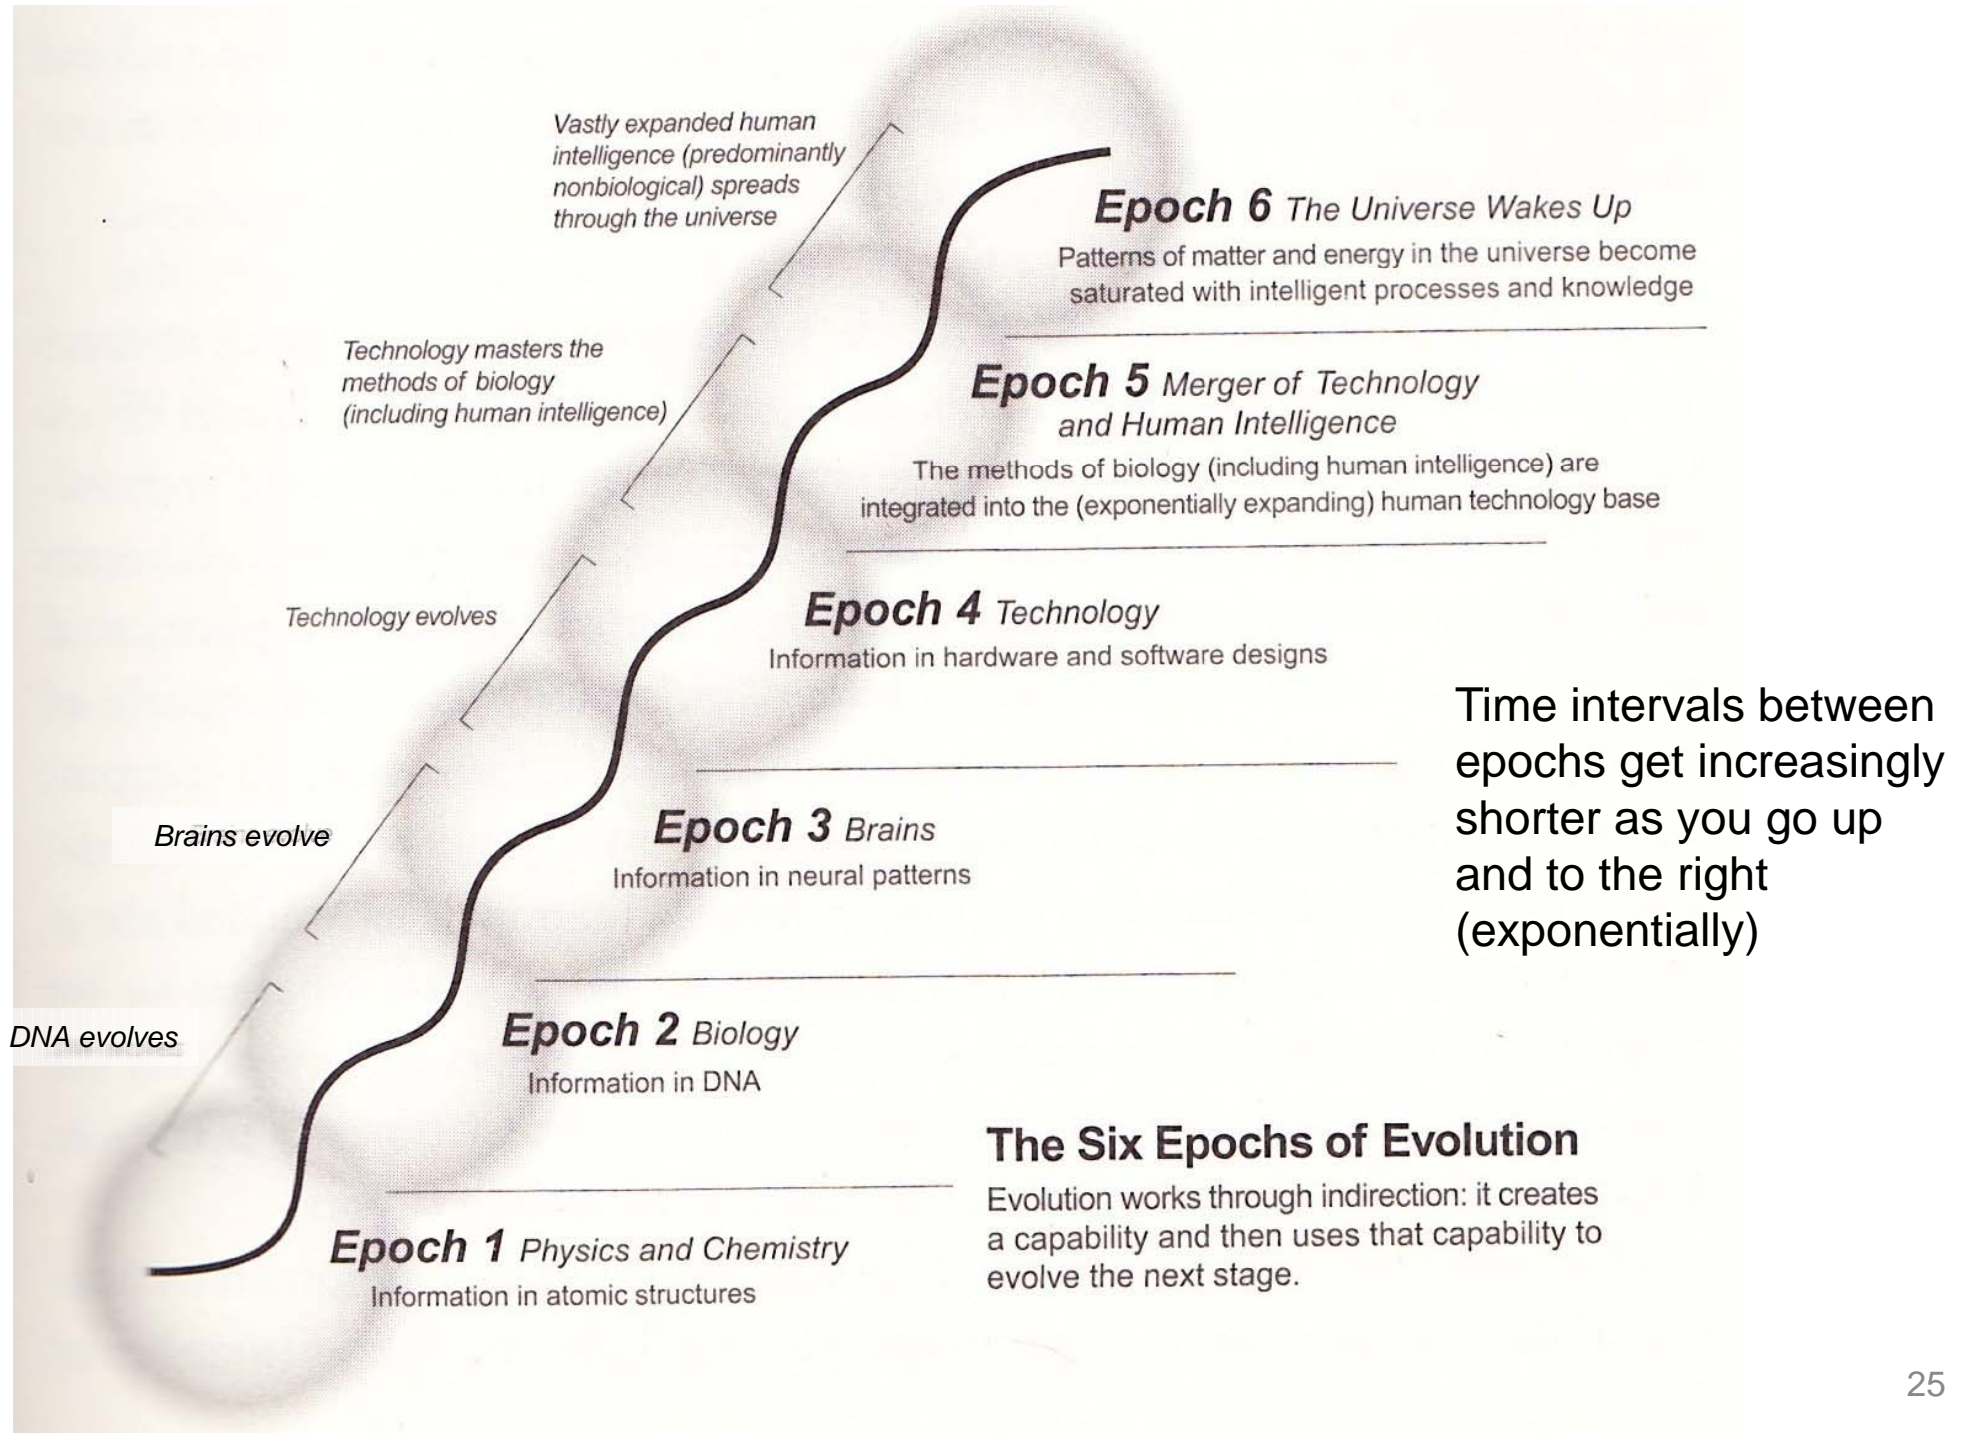 Vastly expanded human
intelligence (predominantly
nonbiological) spreads
through the universe
Epoch 6 The Universe Wakes Up
Patterns of matter and energy in the universe become
saturated with intelligent processes and knowledge
Technology masters the
methods of biology
(including human intelligence)
Epoch 5 Merger of Technology
and Human Intelligence
The methods of biology (including human intelligence) are
integrated into the (exponentially expanding) human technology base
Technology evolves
Epoch 4 Technology
Information in hardware and software designs
Time intervals between
epochs get increasingly
shorter as you go up
and to the right
(exponentially)
Brains evolve
Epoch 3 Brains
Information in neural patterns
DNA evolves
Epoch 2 Biology
Information in DNA
The Six Epochs of Evolution
Evolution works through indirection: it creates
a capability and then uses that capability to
evolve the next stage.
Epoch 1 Physics and Chemistry
Information in atomic structures
25